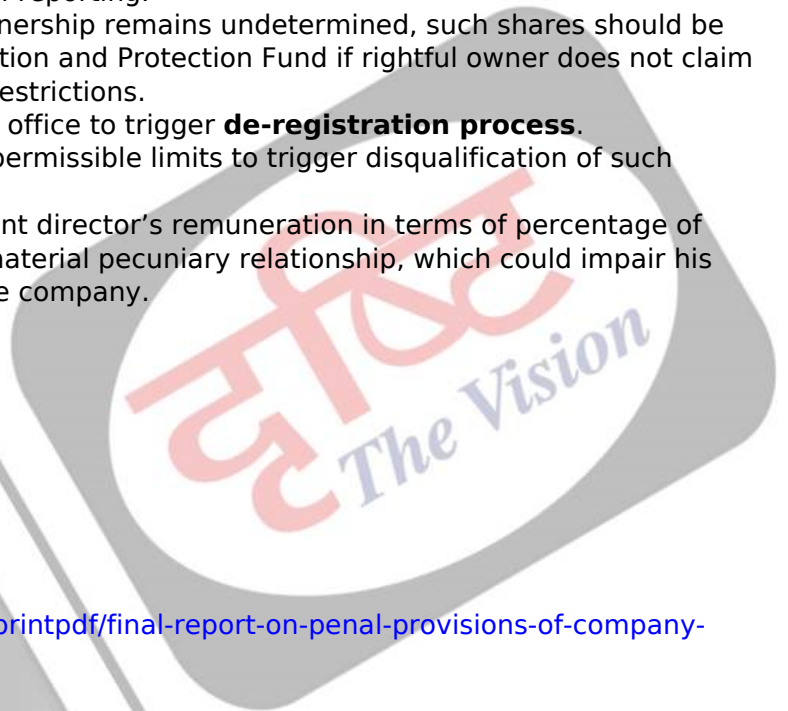 reporting.
nership remains undetermined, such shares should be
tion and Protection Fund if rightful owner does not claim
estrictions.
office to trigger de-registration process.
permissible limits to trigger disqualification of such
nt director's remuneration in terms of percentage of
naterial pecuniary relationship, which could impair his
e company.
दृष्टि
The Vision
printpdf/final-report-on-penal-provisions-of-company-